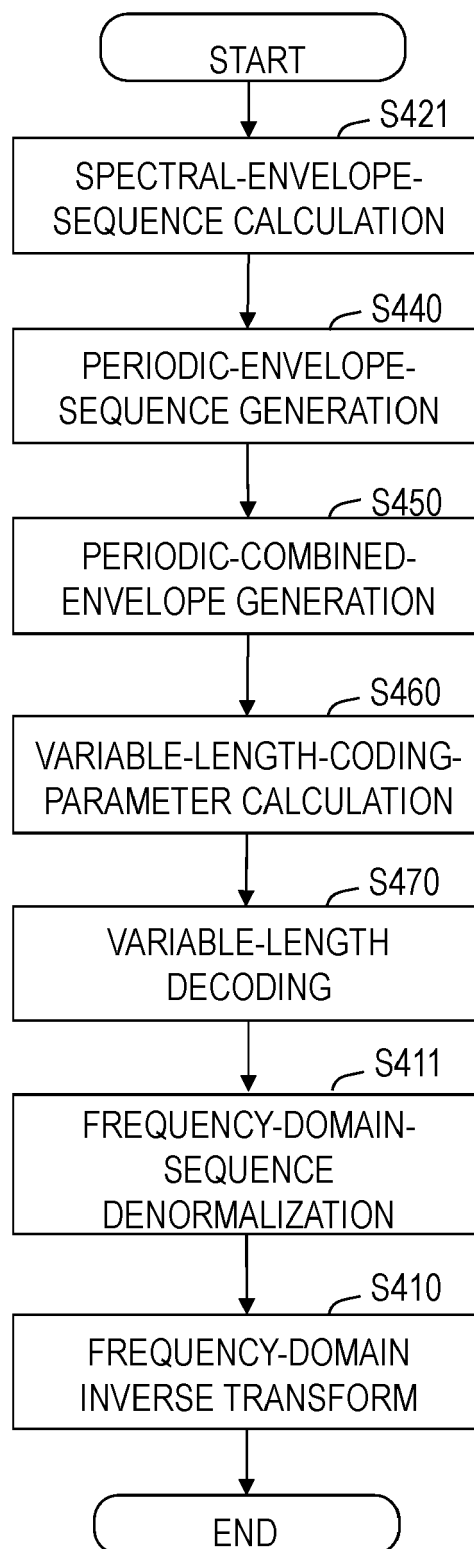 START
S421
SPECTRAL-ENVELOPE-
SEQUENCE CALCULATION
S440
PERIODIC-ENVELOPE-
SEQUENCE GENERATION
S450
PERIODIC-COMBINED-
ENVELOPE GENERATION
S460
VARIABLE-LENGTH-CODING-
PARAMETER CALCULATION
S470
VARIABLE-LENGTH
DECODING
S411
FREQUENCY-DOMAIN-
SEQUENCE
DENORMALIZATION
S410
FREQUENCY-DOMAIN
INVERSE TRANSFORM
END